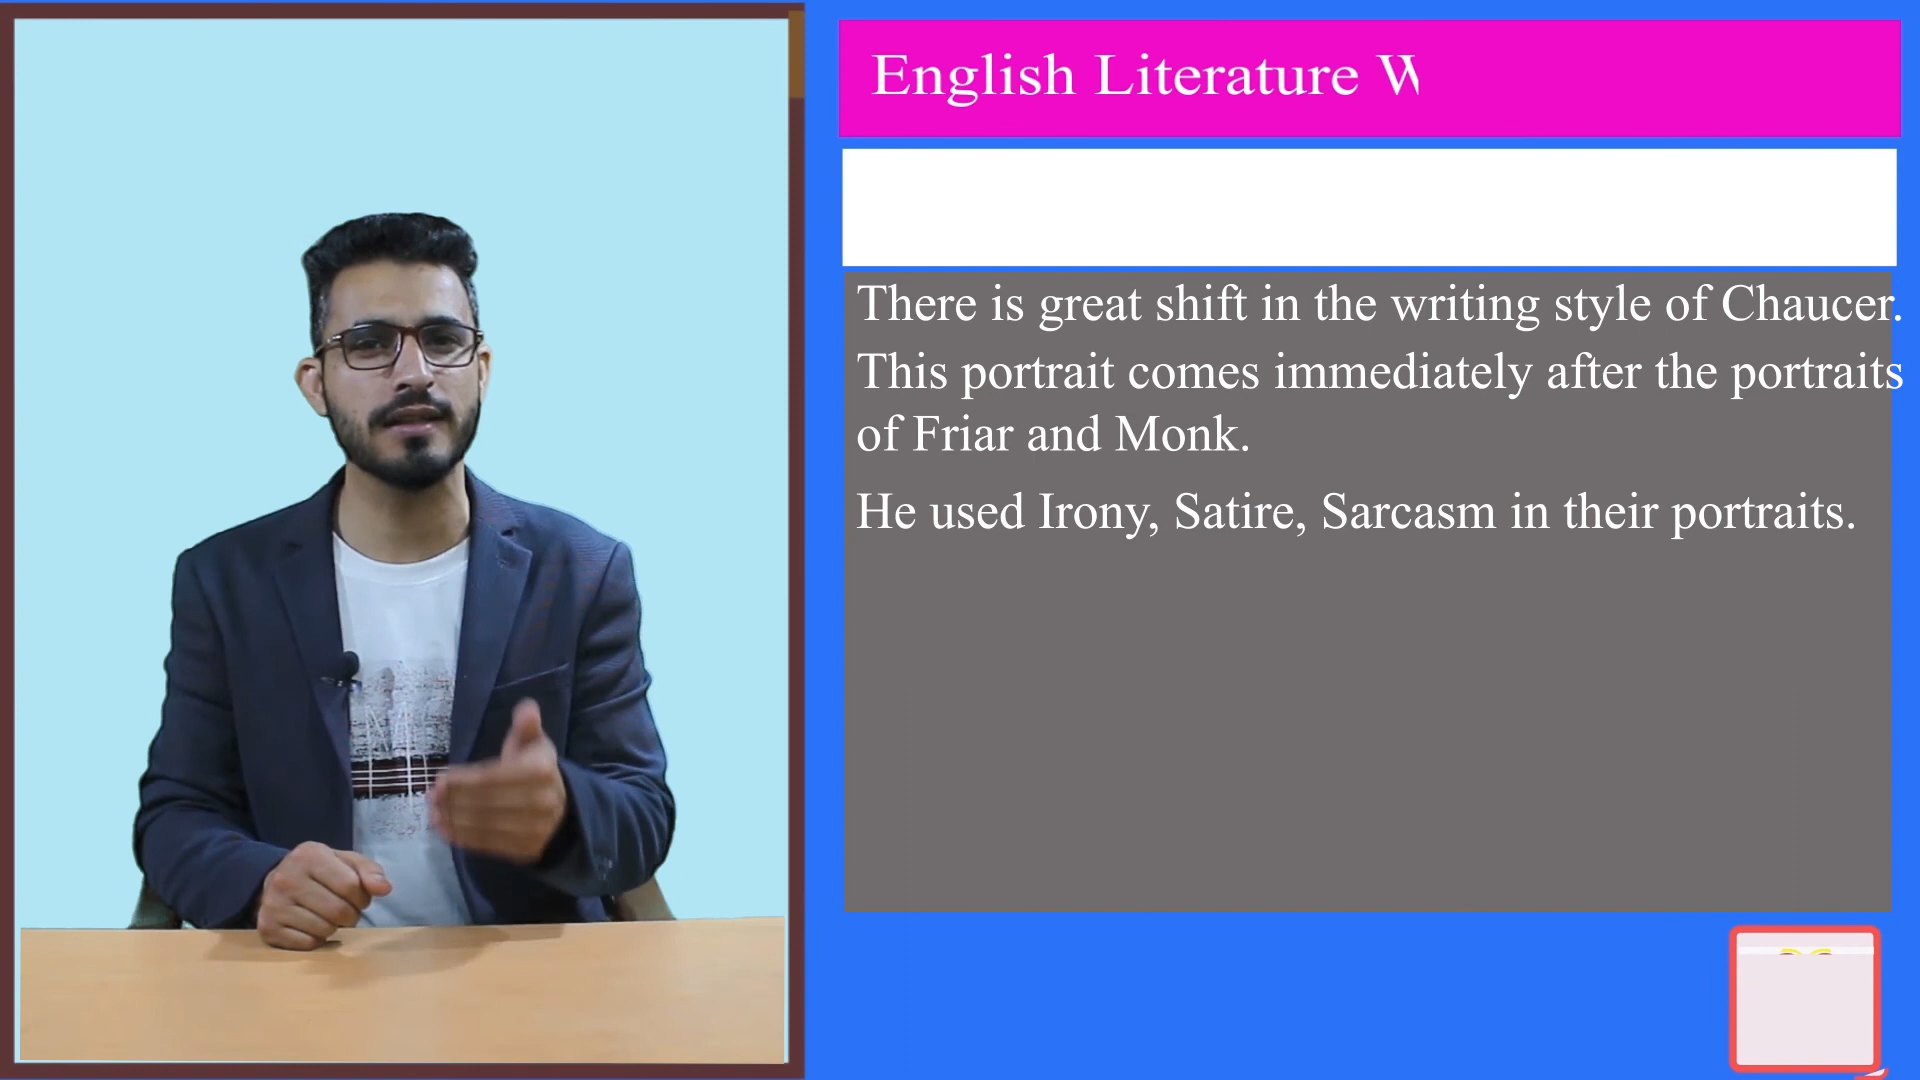 English Literature W
There is great shift in the writing style of Chaucer.
This portrait comes immediately after the portraits
of Friar and Monk.
He used Irony, Satire, Sarcasm in their portraits.